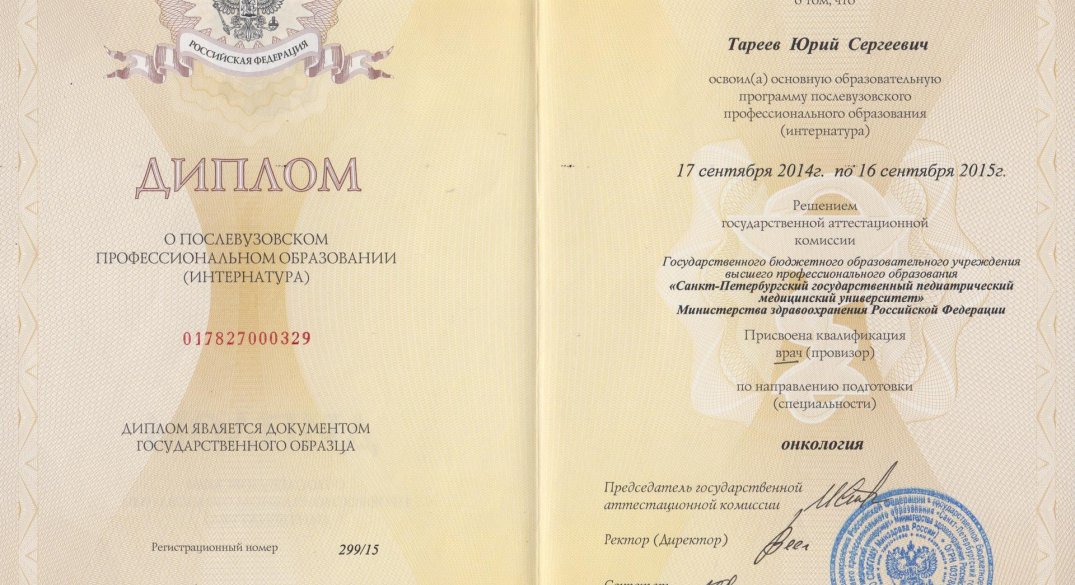 РОССИЙСКАЯ ФЕДЕРАЦИЯ
ДИПЛОМ
О ПОСЛЕВУЗОВСКОМ
ПРОФЕССИОНАЛЬНОМ ОБРАЗОВАНИИ
(ИНТЕРНАТУРА)
017827000329
ДИПЛОМ ЯВЛЯЕТСЯ ДОКУМЕНТОМ
ГОСУДАРСТВЕННОГО ОБРАЗЦА
Регистрационный номер 299/15
о том, что
Тареев Юрий Сергеевич
освоил(а) основную образовательную
программу послевузовского
профессионального образования
(интернатура)
17 сентября 2014г. по 16 сентября 2015г.
Решением
государственной аттестационной
комиссии
Государственного бюджетного образовательного учреждения
высшего профессионального образования
«Санкт-Петербургский государственный педиатрический
медицинский университет»
Министерства здравоохранения Российской Федерации
Присвоена квалификация
врач (провизор)
по направлению подготовки
(специальности)
онкология
Председатель государственной
аттестационной комиссии
Ректор (Директор)